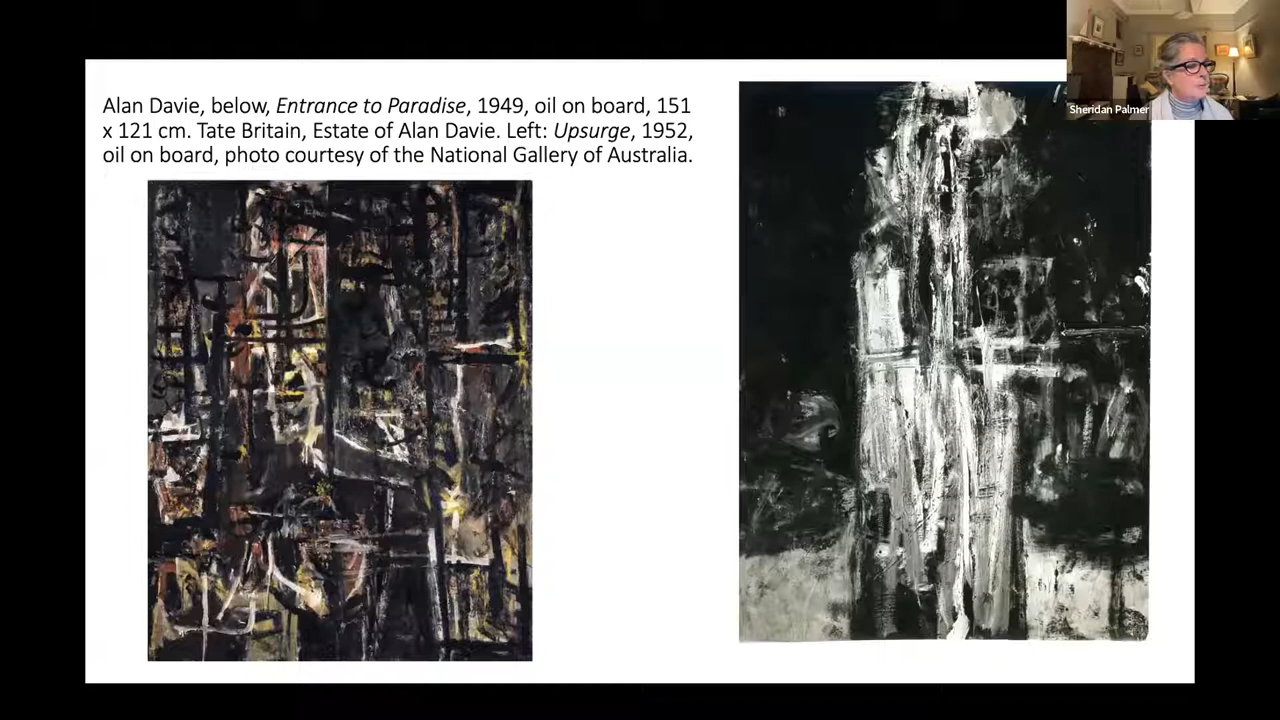 Alan Davie, below, Entrance to Paradise, 1949, oil on board, 151
x 121 cm. Tate Britain, Estate of Alan Davie. Left: Upsurge, 1952,
oil on board, photo courtesy of the National Gallery of Australia.
Sheridan Palmer